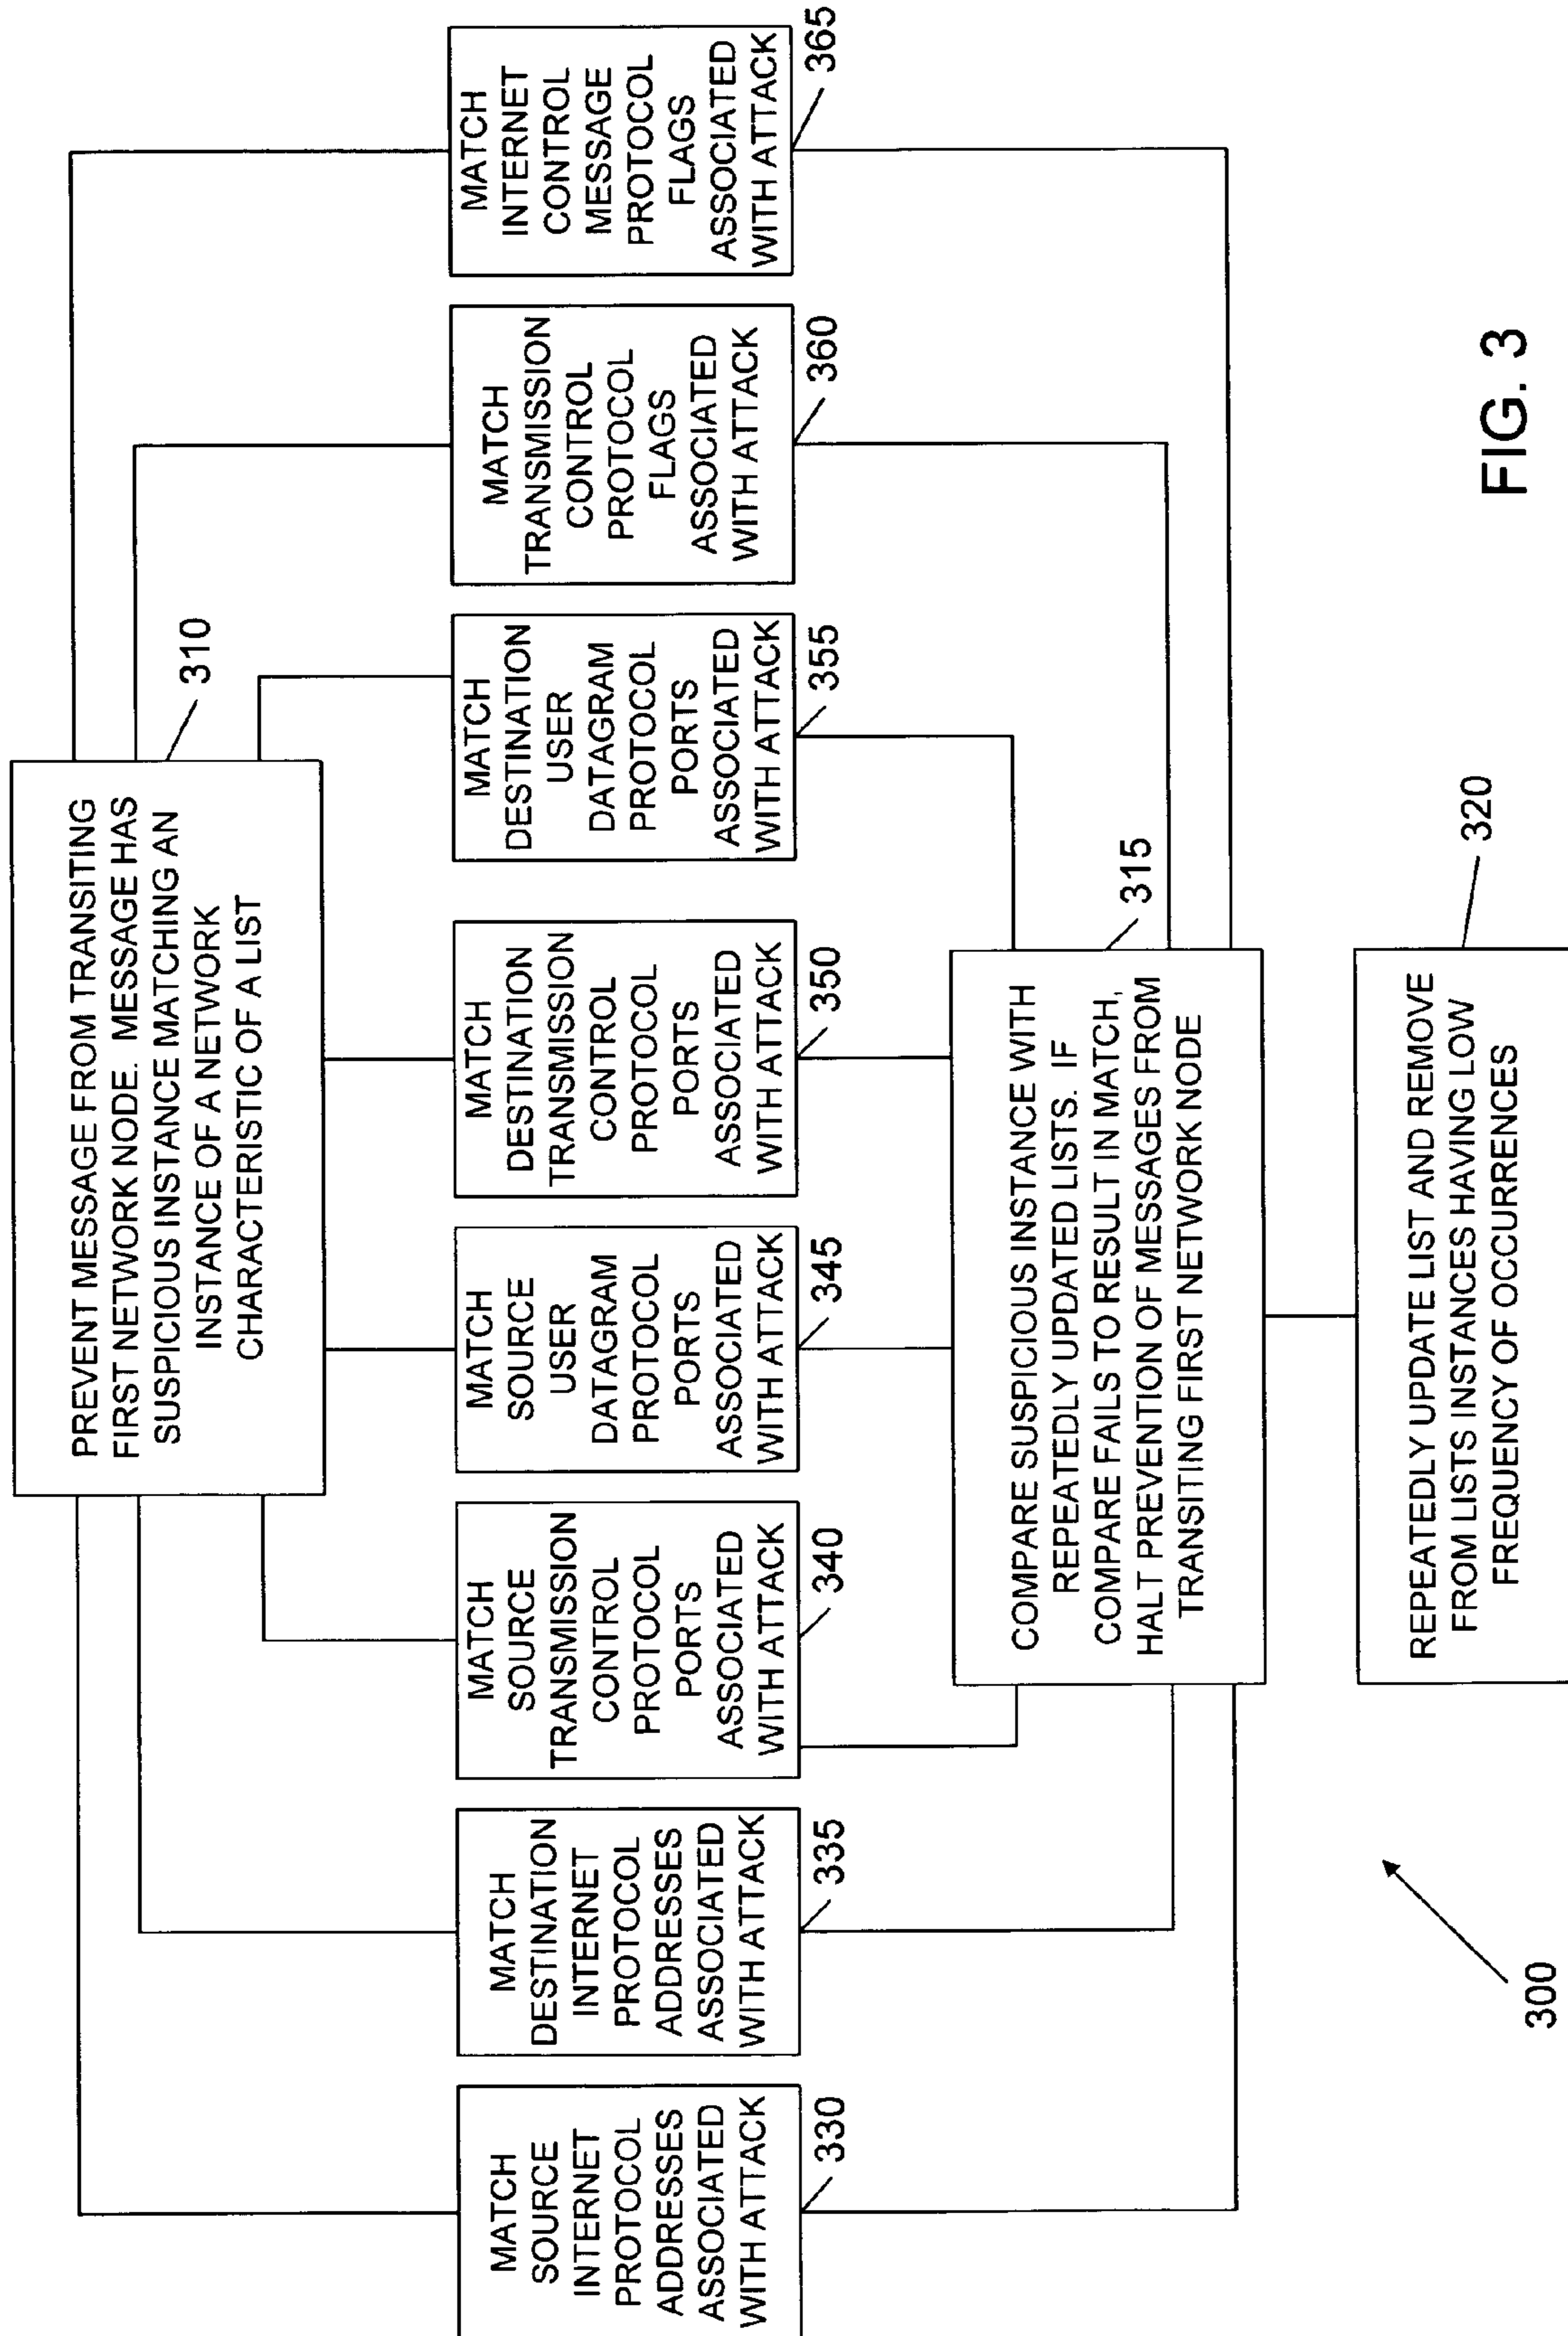 PREVENT MESSAGE FROM TRANSITING
FIRST NETWORK NODE. MESSAGE HAS
SUSPICIOUS INSTANCE MATCHING AN
INSTANCE OF A NETWORK
CHARACTERISTIC OF A LIST
310
MATCH
SOURCE
INTERNET
PROTOCOL
ADDRESSES
ASSOCIATED
WITH ATTACK
330
MATCH
DESTINATION
INTERNET
PROTOCOL
ADDRESSES
ASSOCIATED
WITH ATTACK
335
MATCH
SOURCE
TRANSMISSION
CONTROL
PROTOCOL
PORTS
ASSOCIATED
WITH ATTACK
340
MATCH
SOURCE
USER
DATAGRAM
PROTOCOL
PORTS
ASSOCIATED
WITH ATTACK
345
MATCH
DESTINATION
TRANSMISSION
CONTROL
PROTOCOL
PORTS
ASSOCIATED
WITH ATTACK
350
MATCH
DESTINATION
USER
DATAGRAM
PROTOCOL
PORTS
ASSOCIATED
WITH ATTACK
355
MATCH
TRANSMISSION
CONTROL
PROTOCOL
FLAGS
ASSOCIATED
WITH ATTACK
360
MATCH
INTERNET
CONTROL
MESSAGE
PROTOCOL
FLAGS
ASSOCIATED
WITH ATTACK
365
COMPARE SUSPICIOUS INSTANCE WITH
REPEATEDLY UPDATED LISTS. IF
COMPARE FAILS TO RESULT IN MATCH,
HALT PREVENTION OF MESSAGES FROM
TRANSITING FIRST NETWORK NODE
315
REPEATEDLY UPDATE LIST AND REMOVE
FROM LISTS INSTANCES HAVING LOW
FREQUENCY OF OCCURRENCES
320
300
FIG. 3